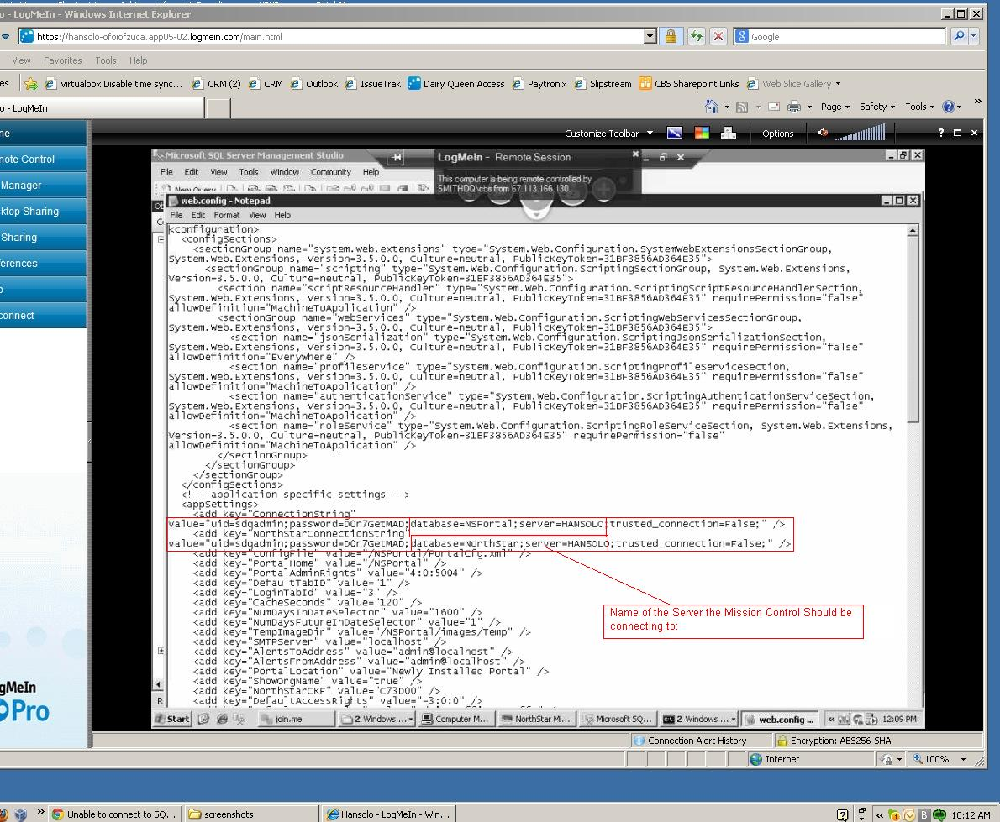 o - LogMeIn - Windows Internet Explorer
https://hansolo-ofoiofzuca.app05-02.logmein.com/main.html
Google
View Favorites Tools Help
es virtualbox Disable time sync... CRM (2) CRM Outlook IssueTrak Dairy Queen Access Paytronix Slipstream CBS Sharepoint Links Web Slice Gallery
o - LogMeIn
Page Safety Tools »
ne
Customize Toolbar Options ?
note Control
Manager
ktop Sharing
Sharing
erences
p
connect
Microsoft SQL Server Management Studio
LogMeIn - Remote Session
This computer is being remote controlled by
SMITHDQ\cbs from 67.113.166.130.
File Edit View Tools Window Community Help
New Query
web.config - Notepad
File Edit Format View Help
<configuration>
<configSections>
<sectionGroup name="system.web.extensions" type="System.Web.Configuration.SystemWebExtensionsSectionGroup,
System.Web.Extensions, Version=3.5.0.0, Culture=neutral, PublicKeyToken=31BF3856AD364E35">
<sectionGroup name="scripting" type="System.Web.Configuration.ScriptingSectionGroup, System.Web.Extensions,
Version=3.5.0.0, Culture=neutral, PublicKeyToken=31BF3856AD364E35">
<section name="scriptResourceHandler" type="System.Web.Configuration.ScriptingScriptResourceHandlerSection,
System.Web.Extensions, Version=3.5.0.0, Culture=neutral, PublicKeyToken=31BF3856AD364E35" requirePermission="false"
allowDefinition="MachineToApplication" />
<sectionGroup name="webServices" type="System.Web.Configuration.ScriptingWebServicesSectionGroup,
System.Web.Extensions, Version=3.5.0.0, Culture=neutral, PublicKeyToken=31BF3856AD364E35">
<section name="jsonSerialization" type="System.Web.Configuration.ScriptingJsonSerializationSection,
System.Web.Extensions, Version=3.5.0.0, Culture=neutral, PublicKeyToken=31BF3856AD364E35" requirePermission="false"
allowDefinition="Everywhere" />
<section name="profileService" type="System.Web.Configuration.ScriptingProfileServiceSection,
System.Web.Extensions, Version=3.5.0.0, Culture=neutral, PublicKeyToken=31BF3856AD364E35" requirePermission="false"
allowDefinition="MachineToApplication" />
<section name="authenticationService" type="System.Web.Configuration.ScriptingAuthenticationServiceSection,
System.Web.Extensions, Version=3.5.0.0, Culture=neutral, PublicKeyToken=31BF3856AD364E35" requirePermission="false"
allowDefinition="MachineToApplication" />
<section name="roleService" type="System.Web.Configuration.ScriptingRoleServiceSection, System.Web.Extensions,
Version=3.5.0.0, Culture=neutral, PublicKeyToken=31BF3856AD364E35" requirePermission="false"
allowDefinition="MachineToApplication" />
</sectionGroup>
</sectionGroup>
</sectionGroup>
</configSections>
<!-- application specific settings -->
<appSettings>
<add key="ConnectionString"
value="uid=sdqadmin;password=D0n7GetMAD;database=NSPortal;server=HANSOLO;trusted_connection=False;" />
<add key="NorthStarConnectionString"
value="uid=sdqadmin;password=D0n7GetMAD;database=NorthStar;server=HANSOLO;trusted_connection=False;" />
<add key="configFile" value="/NSPortal/PortalCfg.xml" />
<add key="PortalHome" value="/NSPortal" />
<add key="PortalAdminRights" value="4:0:5004" />
<add key="DefaultTabID" value="1" />
<add key="LoginTabId" value="3" />
<add key="CacheSeconds" value="120" />
<add key="NumDaysInDateSelector" value="1600" />
<add key="NumDaysFutureInDateSelector" value="1" />
<add key="TempImageDir" value="/NSPortal/images/Temp" />
<add key="SMTPServer" value="localhost" />
<add key="AlertsToAddress" value="admin@localhost" />
<add key="AlertsFromAddress" value="admin@localhost" />
<add key="PortalLocation" value="Newly Installed Portal" />
<add key="ShowOrgName" value="true" />
<add key="NorthStarCKF" value="C73D00" />
<add key="DefaultAccessRights" value="-3:0:0" />
Name of the Server the Mission Control Should be
connecting to:
gMeIn
Pro
Start join.me 2 Windows ... Computer M... NorthStar Mi... Microsoft SQ... 2 Windows ... web.config ... « 12:09 PM
Connection Alert History Encryption: AES256-SHA
Internet 100%
» Unable to connect to SQ... screenshots Hansolo - LogMeIn - Win... « 10:12 AM